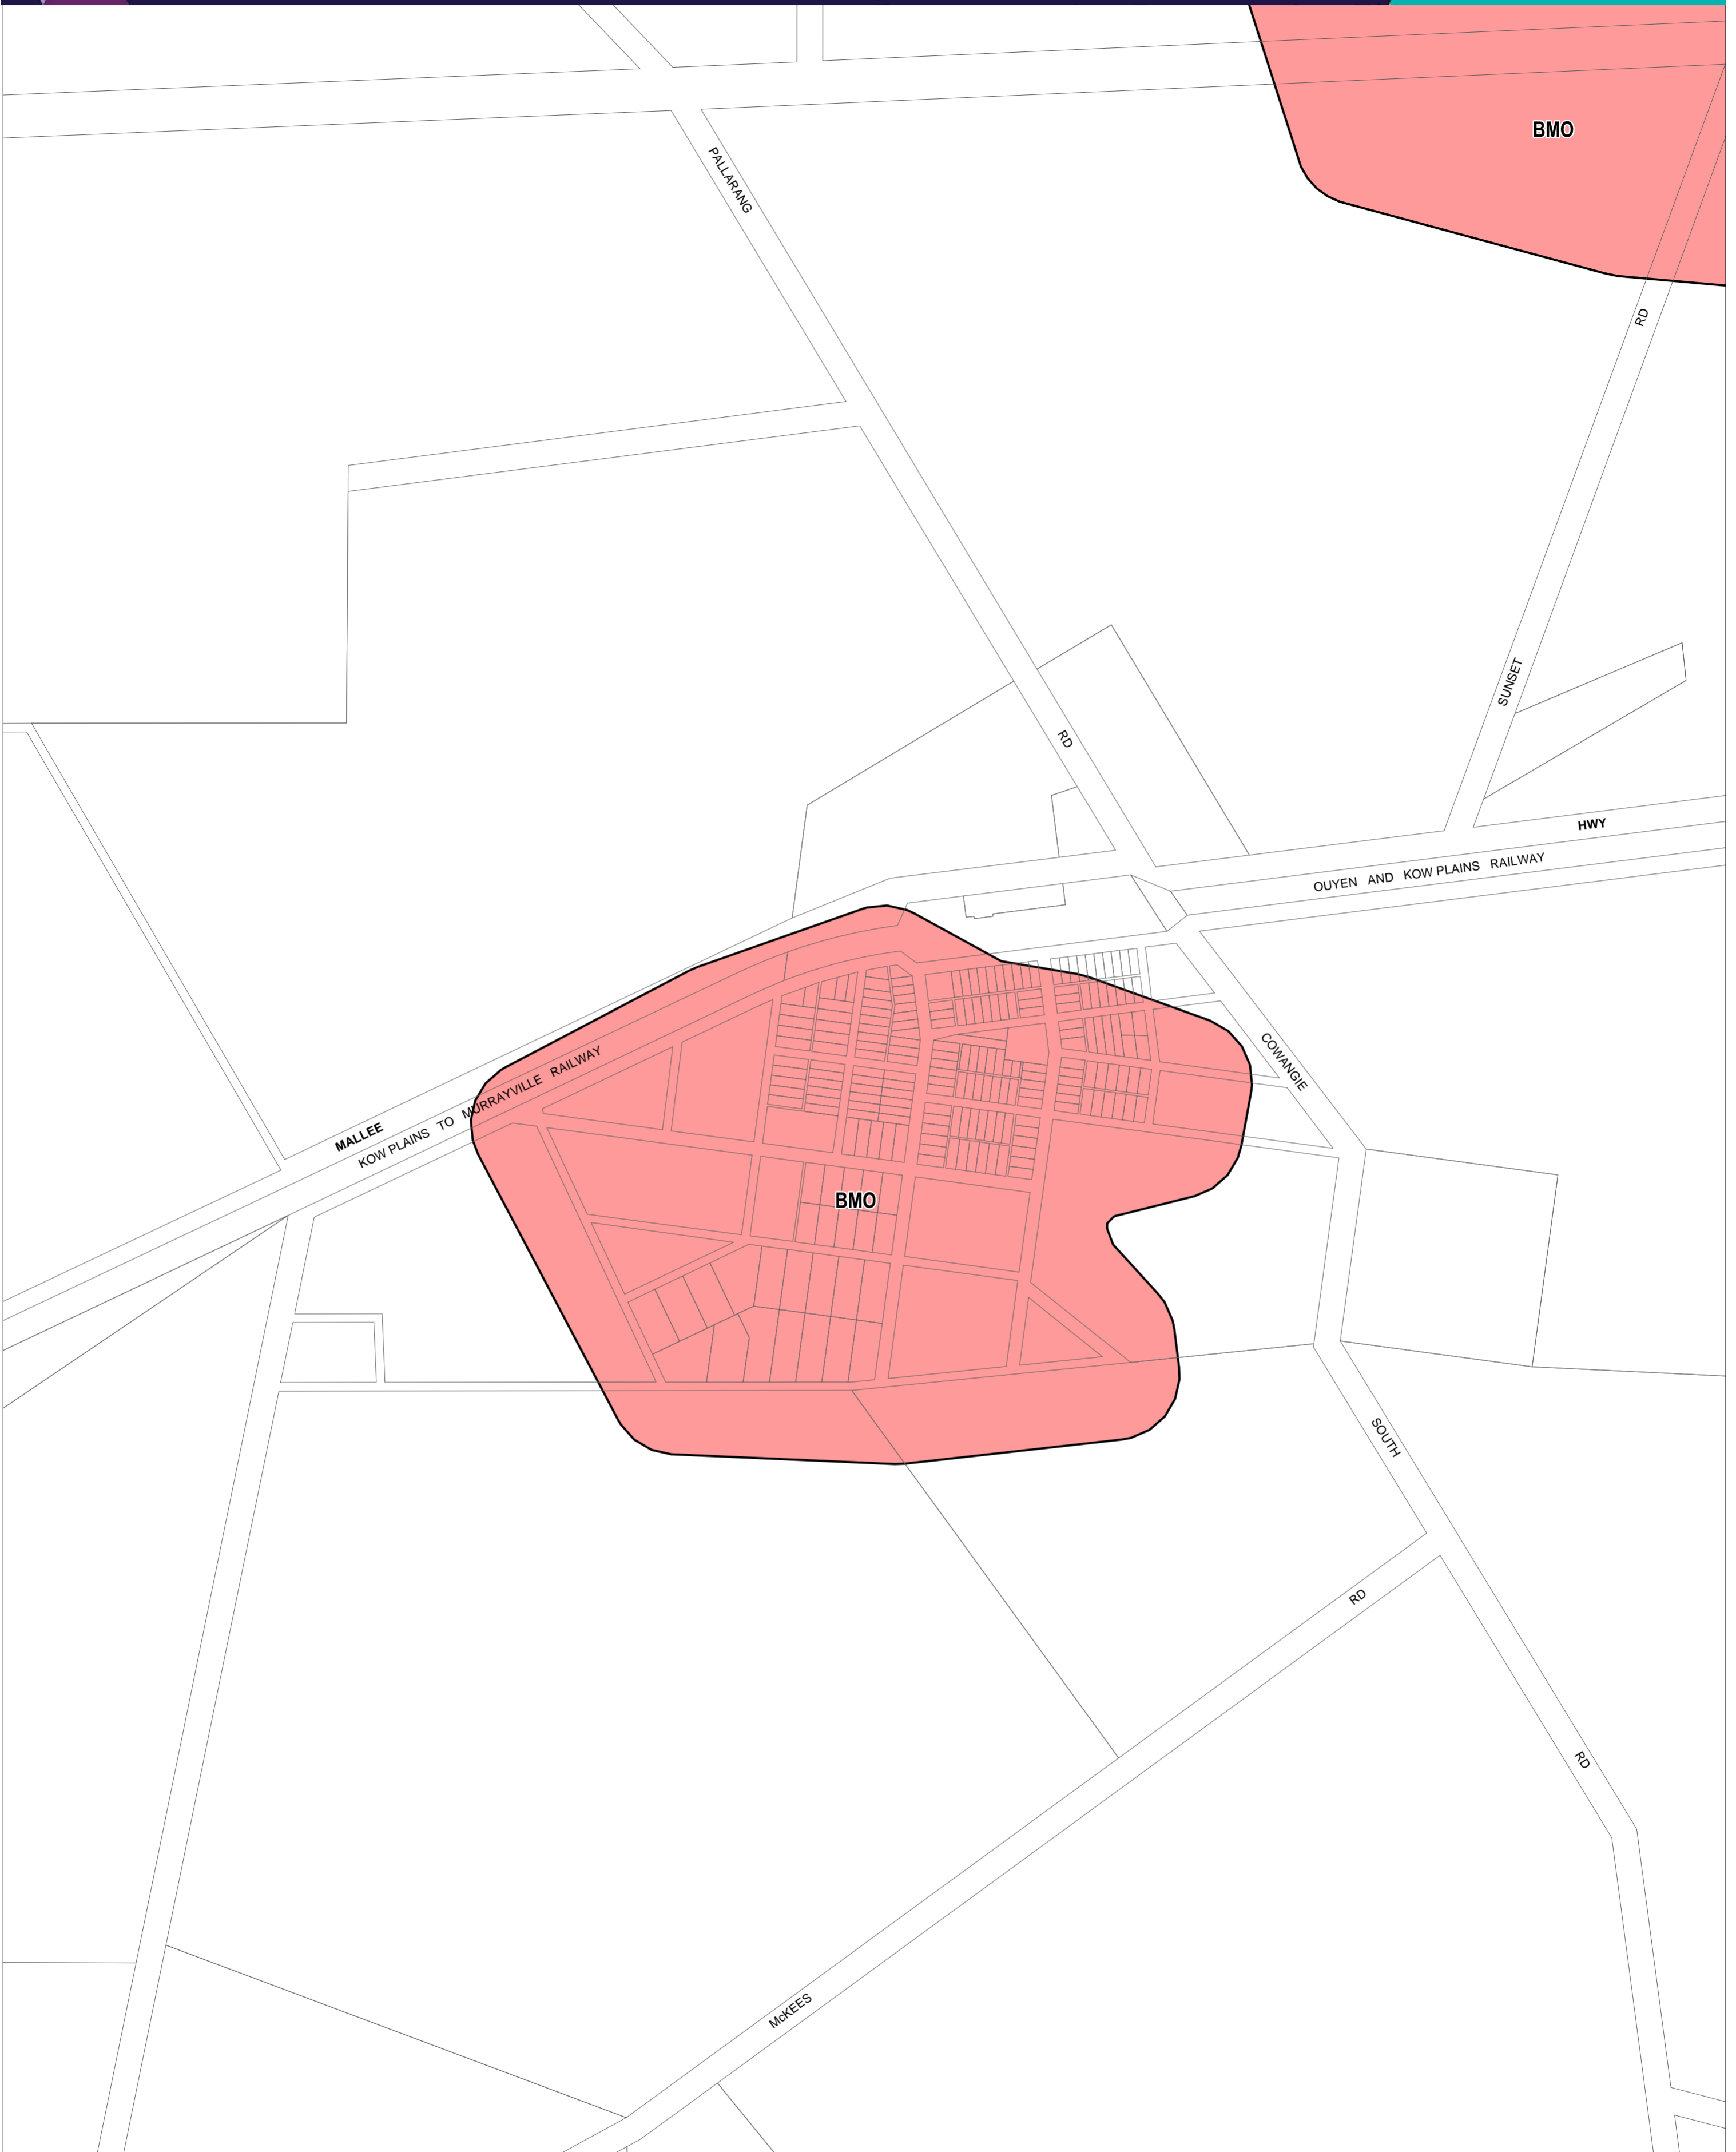 BMO
PALLARANG
RD
SUNSET
RD
HWY
OUYEN AND KOW PLAINS RAILWAY
RD
COWANGIE
KOW PLAINS TO MURRAYVILLE RAILWAY
MALLEE
BMO
SOUTH
RD
RD
McKEES